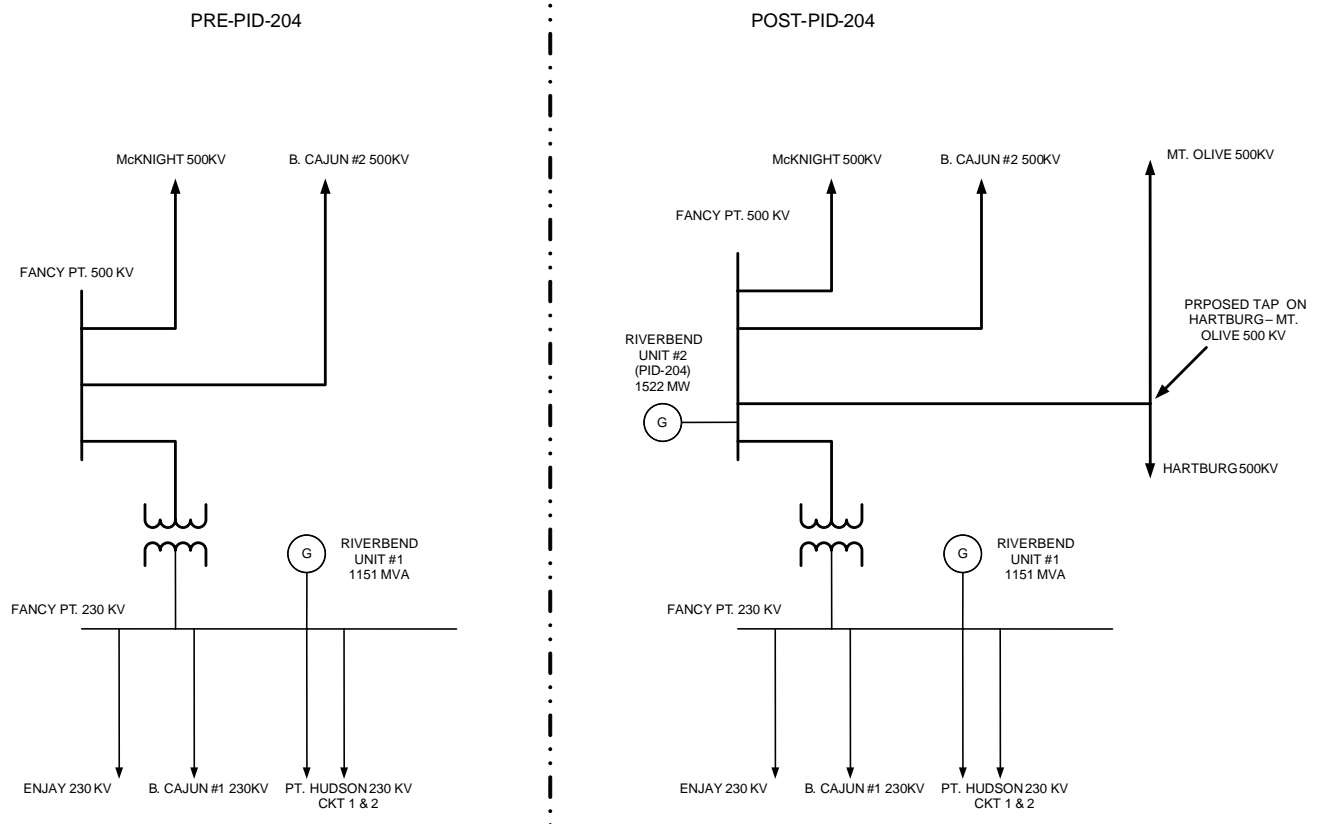 PRE-PID-204
McKNIGHT 500KV
B. CAJUN #2 500KV
FANCY PT. 500 KV
G
RIVERBEND
UNIT #1
1151 MVA
FANCY PT. 230 KV
ENJAY 230 KV
B. CAJUN #1 230KV
PT. HUDSON 230 KV
CKT 1 & 2
POST-PID-204
McKNIGHT 500KV
B. CAJUN #2 500KV
MT. OLIVE 500KV
FANCY PT. 500 KV
PRPOSED TAP ON
HARTBURG – MT.
OLIVE 500 KV
RIVERBEND
UNIT #2
(PID-204)
1522 MW
G
HARTBURG 500KV
G
RIVERBEND
UNIT #1
1151 MVA
FANCY PT. 230 KV
ENJAY 230 KV
B. CAJUN #1 230KV
PT. HUDSON 230 KV
CKT 1 & 2